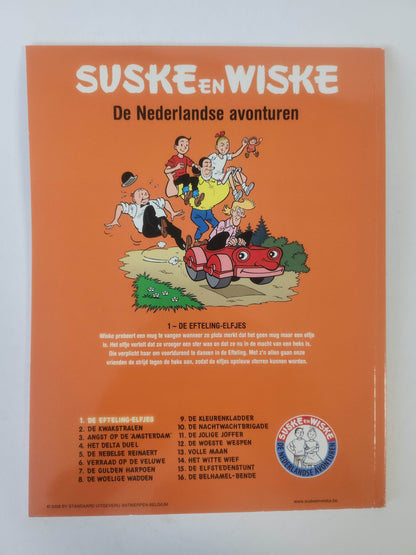 SUSKE EN WISKE
De Nederlandse avonturen
1 – DE EFTELING-ELFJES
Wiske probeert een mug te vangen wanneer ze plots merkt dat het geen mug maar een elfje
is. Het elfje vertelt dat ze vroeger een ster was en dat ze nu in de macht van een heks is.
Die verplicht haar om voortdurend te dansen in de Efteling. Met z'n allen gaan onze
vrienden de strijd tegen de heks aan, zodat de elfjes opnieuw sterren kunnen worden.
1. DE EFTELING-ELFJES
2. DE KWAKSTRALEN
3. ANGST OP DE 'AMSTERDAM'
4. HET DELTA DUEL
5. DE REBELSE REINAERT
6. VERRAAD OP DE VELUWE
7. DE GULDEN HARPOEN
8. DE WOELIGE WADDEN
9. DE KLEURENKLADDER
10. DE NACHTWACHTBRIGADE
11. DE JOLIGE JOFFER
12. DE WOESTE WESPEN
13. VOLLE MAAN
14. HET WITTE WIEF
15. DE ELFSTEDENSTUNT
16. DE BELHAMEL-BENDE
SUSKE EN WISKE
DE NEDERLANDSE AVONTUREN
STANDAARD UITGEVERIJ ANTWERPEN-BELGIUM
www.suskeenwiske.be